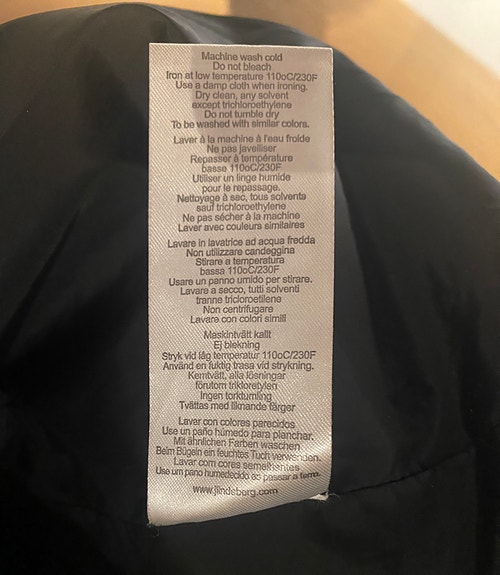 Machine wash cold
Do not bleach
Iron at low temperature 110oC/230F
Use a damp cloth when ironing.
Dry clean, any solvent
except trichloroethylene
Do not tumble dry
To be washed with similar colors.
Laver à la machine à l'eau froide
Ne pas javelliser
Repasser à température
basse 110oC/230F
Utiliser un linge humide
pour le repassage.
Nettoyage à sac, tous solvents
sauf trichloroethylene
Ne pas sécher à la machine
Laver avec couleurs similaires
Lavare in lavatrice ad acqua fredda
Non utilizzare candeggina
Stirare a temperatura
bassa 110oC/230F
Usare un panno umido per stirare.
Lavare a secco, tutti solventi
tranne tricloroetilene
Non centrifugare
Lavare con colori simili
Maskintvätt kallt
Ej blekning
Stryk vid låg temperatur 110oC/230F
Använd en fuktig trasa vid strykning.
Kemtvätt, alla lösningar
förutom trikloretylen
Ingen torktumling
Tvättas med liknande färger
Lavar con colores parecidos
Use un paño húmedo para planchar.
Mit ähnlichen Farben waschen
Beim Bügeln ein feuchtes Tuch verwenden.
Lavar com cores semelhantes
Use um pano humedecido ao passar a ferro.
www.jlindeberg.com